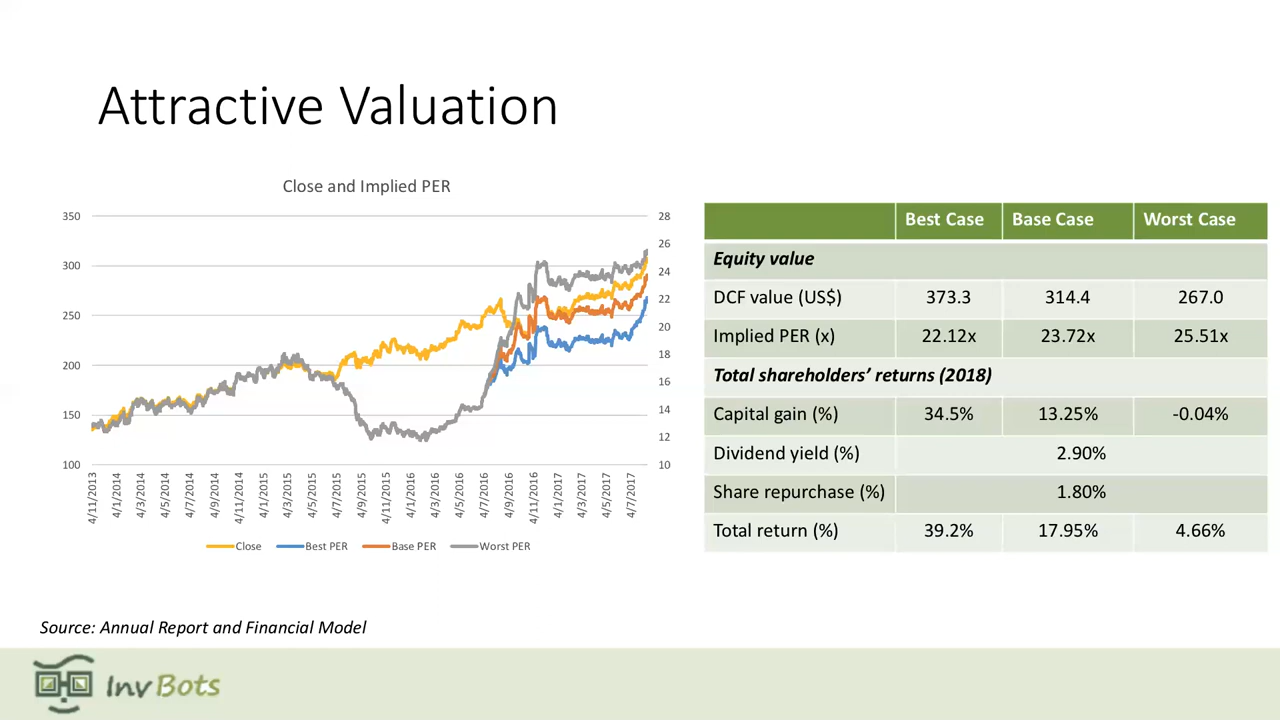 Attractive Valuation
Close and Implied PER
350
300
250
200
150
100
28
26
24
22
20
18
16
14
12
10
4/11/2013
4/1/2014
4/3/2014
4/5/2014
4/7/2014
4/9/2014
4/11/2014
4/1/2015
4/3/2015
4/5/2015
4/7/2015
4/9/2015
4/11/2015
4/1/2016
4/3/2016
4/5/2016
4/7/2016
4/9/2016
4/11/2016
4/1/2017
4/3/2017
4/5/2017
4/7/2017
Close Best PER Base PER Worst PER
Best Case Base Case Worst Case
Equity value
DCF value (US$) 373.3 314.4 267.0
Implied PER (x) 22.12x 23.72x 25.51x
Total shareholders’ returns (2018)
Capital gain (%) 34.5% 13.25% -0.04%
Dividend yield (%) 2.90%
Share repurchase (%) 1.80%
Total return (%) 39.2% 17.95% 4.66%
Source: Annual Report and Financial Model
InvBots